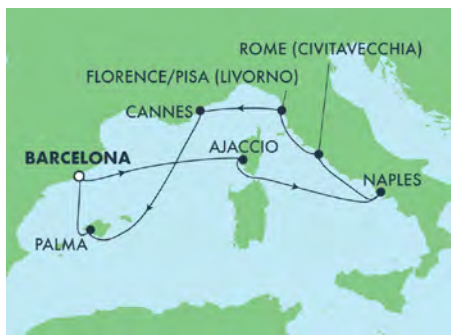 ROME (CIVITAVECCHIA)
FLORENCE/PISA (LIVORNO)
CANNES
AJACCIO
BARCELONA
NAPLES
PALMA